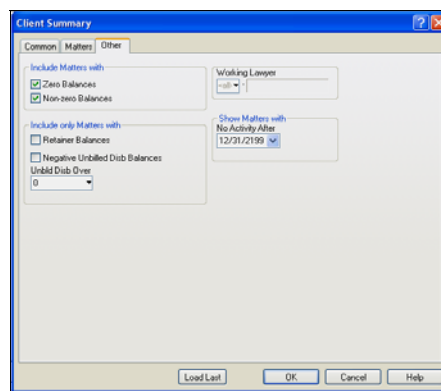 Client Summary
Common Matters Other
Include Matters with
Zero Balances
Non-zero Balances
Working Lawyer
Include only Matters with
Retainer Balances
Negative Unbilled Disb Balances
Unbld Disb Over
0
Show Matters with
No Activity After
12/31/2199
Load Last OK Cancel Help